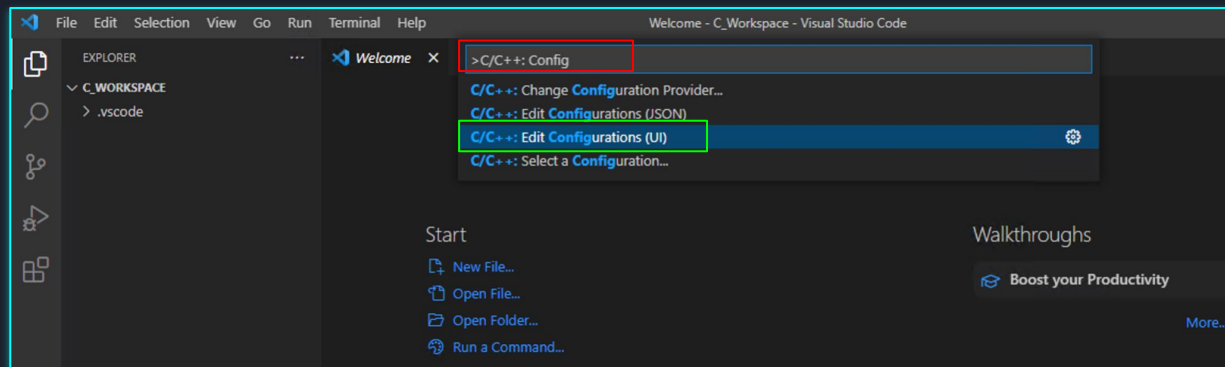 File Edit Selection View Go Run Terminal Help Welcome - C_Workspace - Visual Studio Code
EXPLORER ···
Welcome
>C/C++: Config
C_WORKSPACE
.vscode
C/C++: Change Configuration Provider...
C/C++: Edit Configurations (JSON)
C/C++: Edit Configurations (UI)
C/C++: Select a Configuration...
Start
New File...
Open File...
Open Folder...
Run a Command...
Walkthroughs
Boost your Productivity
More...